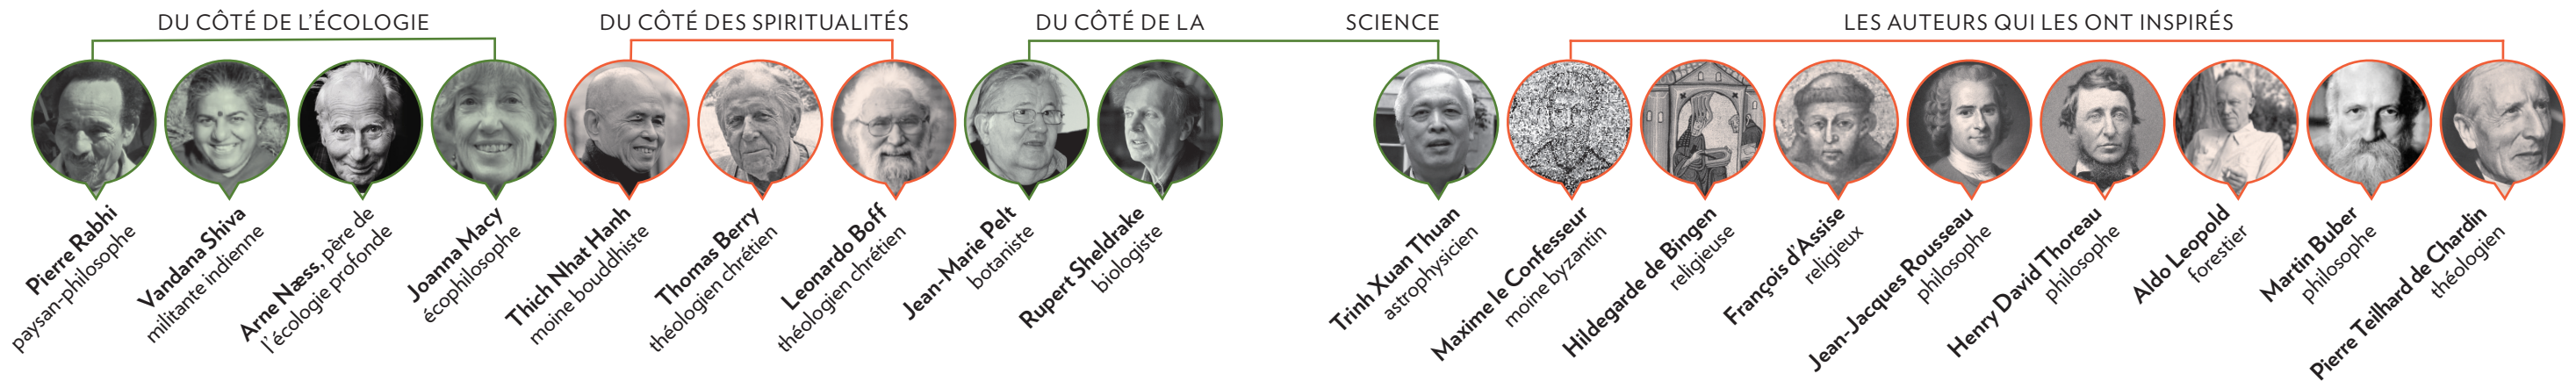 DU CÔTÉ DE L'ÉCOLOGIE
DU CÔTÉ DES SPIRITUALITÉS
DU CÔTÉ DE LA SCIENCE
LES AUTEURS QUI LES ONT INSPIRÉS
Pierre Rabhi
paysan-philosophe
Vandana Shiva
militante indienne
Arne Næss, père de
l'écologie profonde
Joanna Macy
écophilosophe
Thich Nhat Hanh
moine bouddhiste
Thomas Berry
théologien chrétien
Leonardo Boff
théologien chrétien
Jean-Marie Pelt
botaniste
Rupert Sheldrake
biologiste
Trinh Xuan Thuan
astrophysicien
Maxime le Confesseur
moine byzantin
Hildegarde de Bingen
religieuse
François d'Assise
religieux
Jean-Jacques Rousseau
philosophe
Henry David Thoreau
philosophe
Aldo Leopold
forestier
Martin Buber
philosophe
Pierre Teilhard de Chardin
théologien